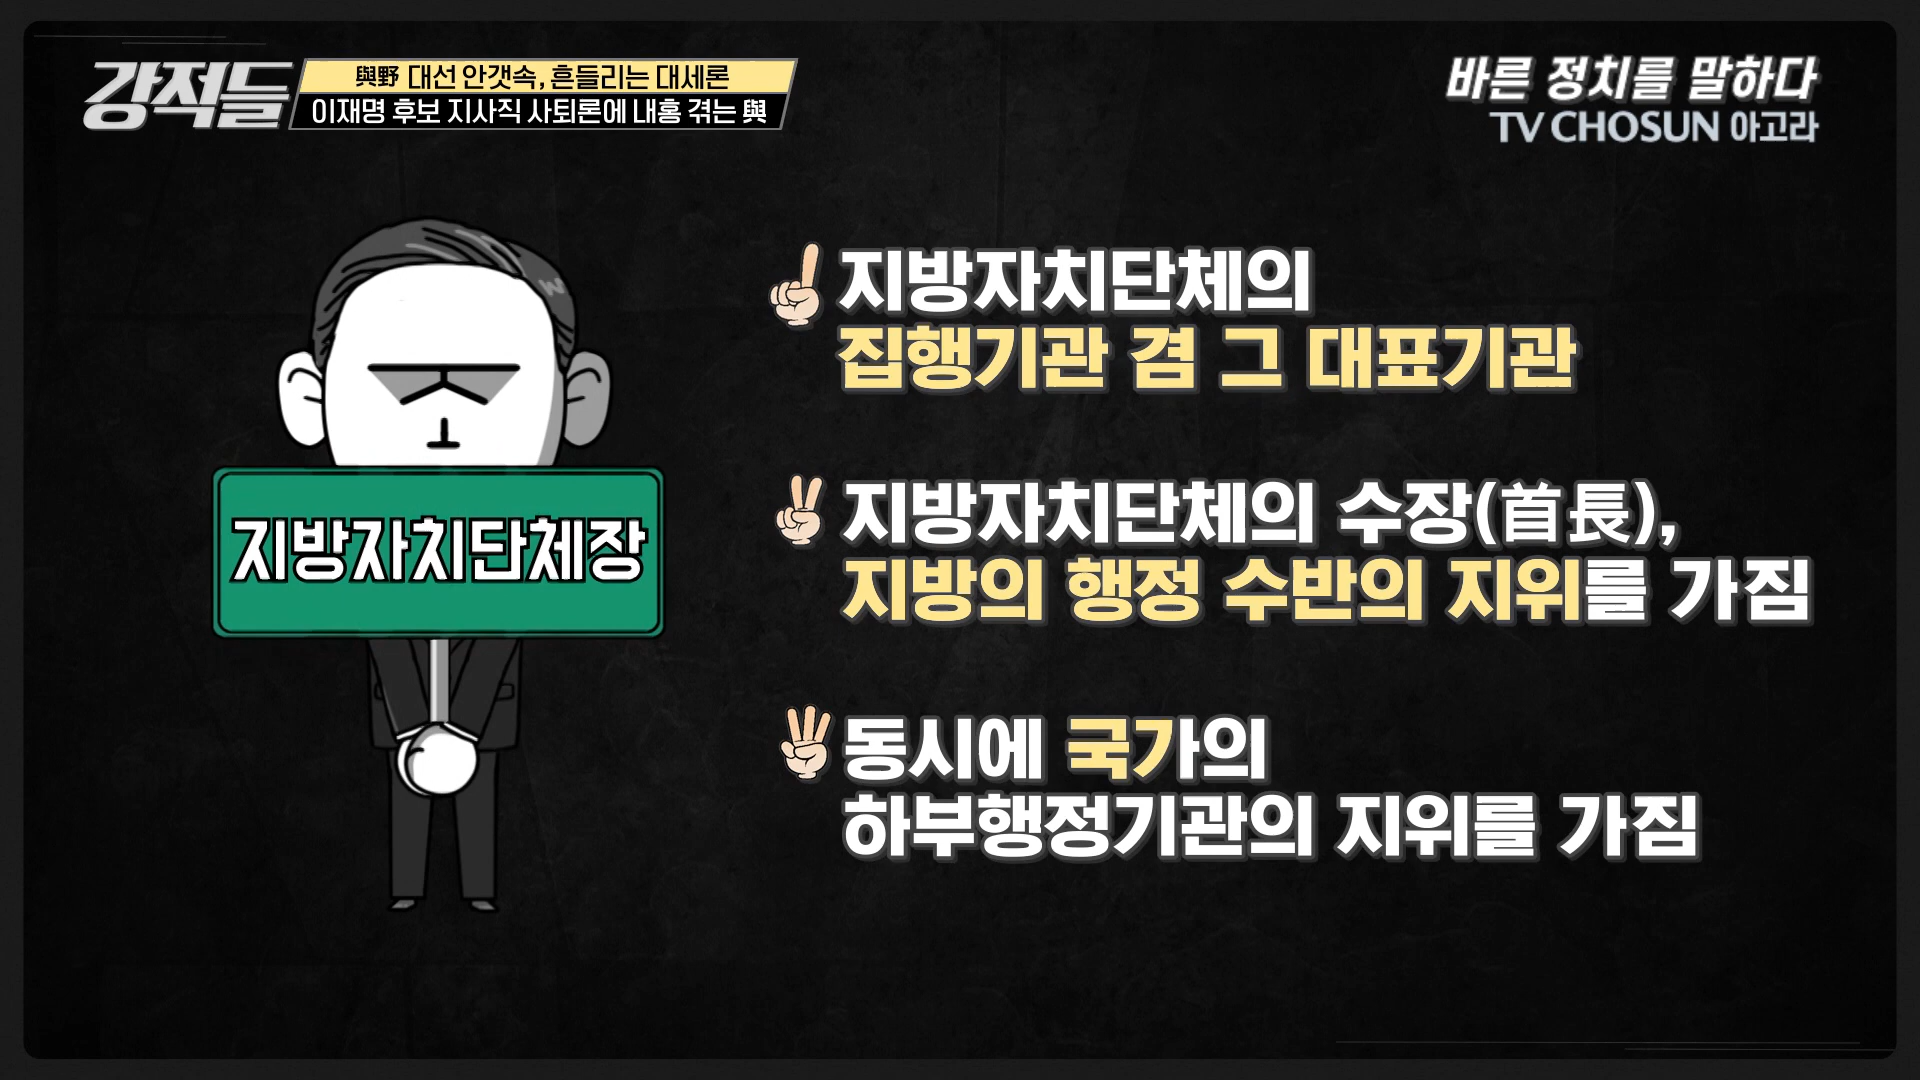 강적들
與野 대선 안갯속, 흔들리는 대세론
이재명 후보 지사직 사퇴론에 내홍 겪는 與
바른 정치를 말하다
TV CHOSUN 아고라
지방자치단체의
집행기관 겸 그 대표기관
지방자치단체의 수장(首長),
지방의 행정 수반의 지위를 가짐
동시에 국가의
하부행정기관의 지위를 가짐
지방자치단체장